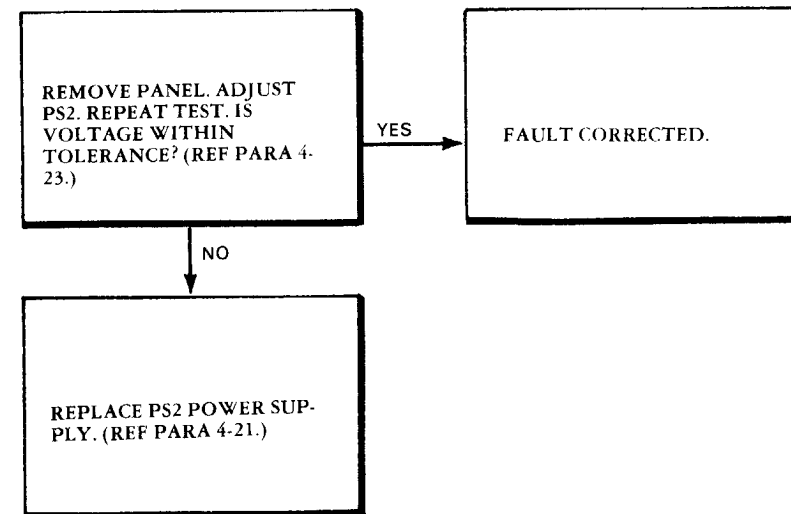 REMOVE PANEL. ADJUST
PS2. REPEAT TEST. IS
VOLTAGE WITHIN
TOLERANCE? (REF PARA 4-
23.)
YES
FAULT CORRECTED.
NO
REPLACE PS2 POWER SUP-
PLY. (REF PARA 4-21.)